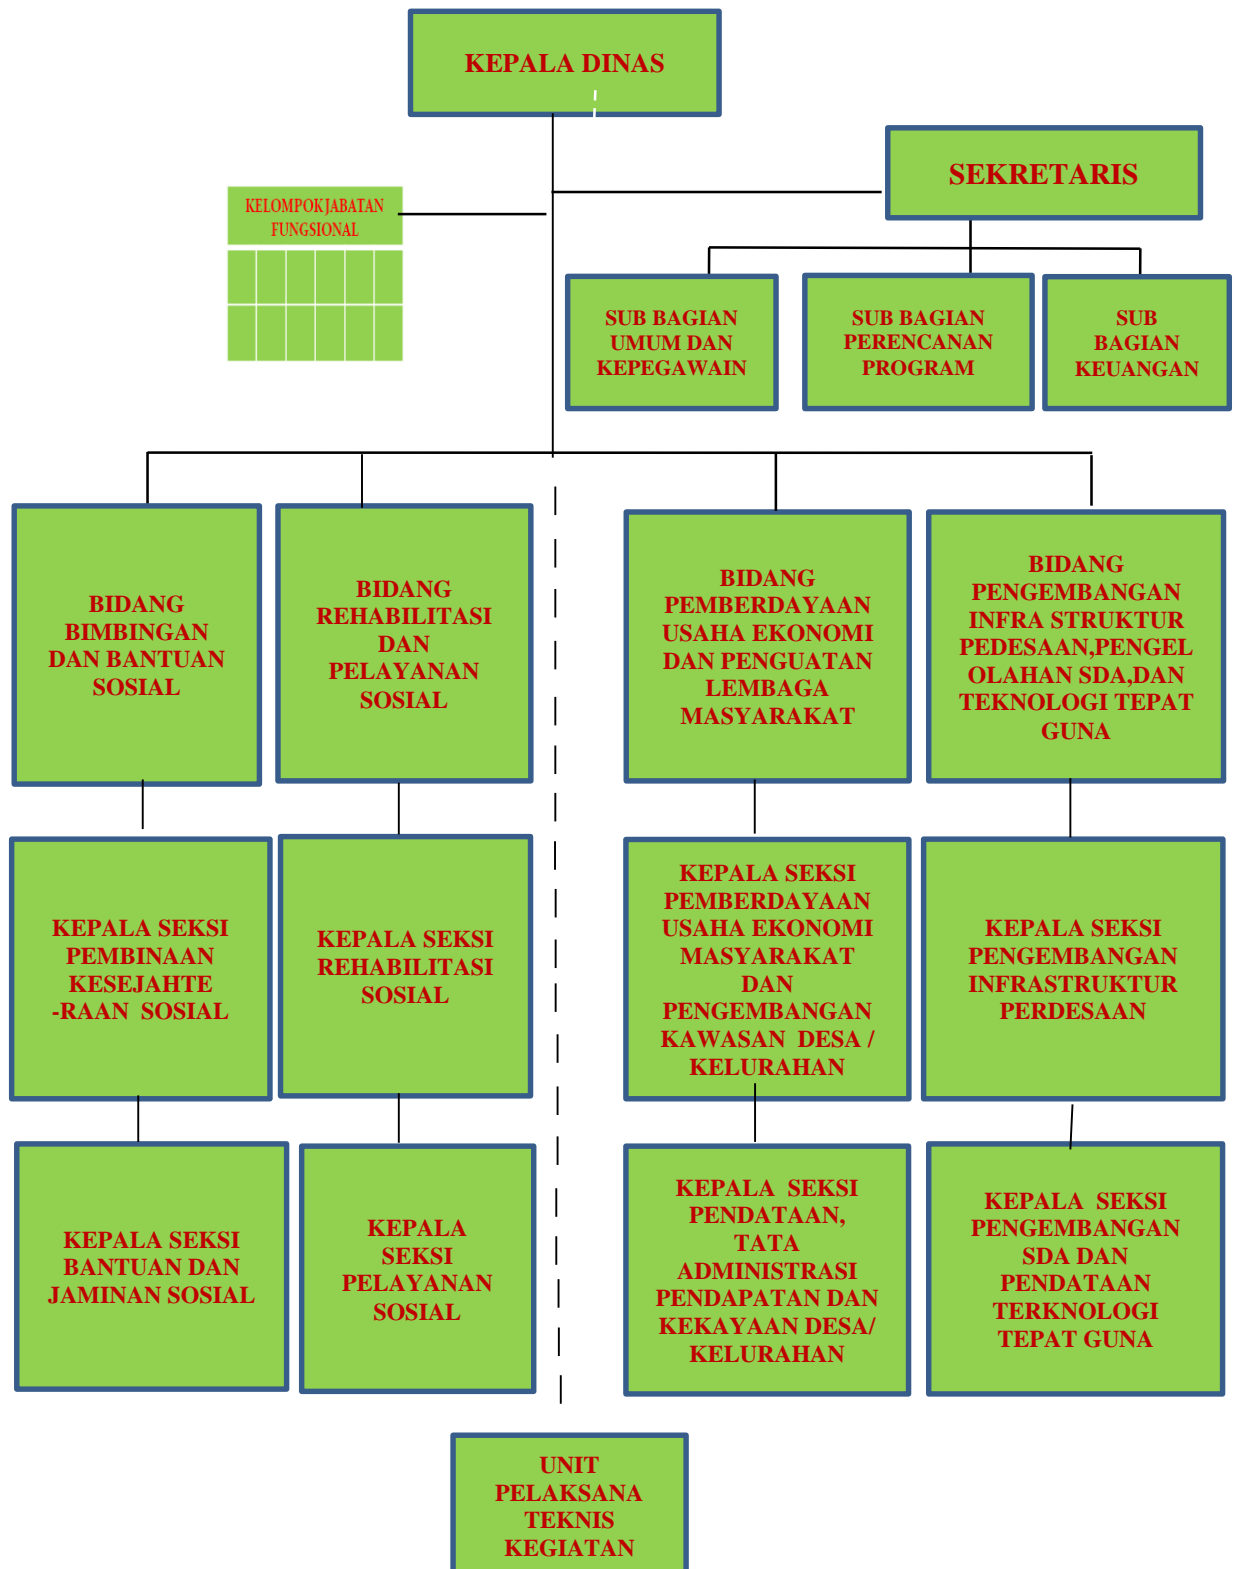 KEPALA DINAS
SEKRETARIS
KELOMPOK JABATAN
FUNGSIONAL
SUB BAGIAN
UMUM DAN
KEPEGAWAIN
SUB BAGIAN
PERENCANAN
PROGRAM
SUB
BAGIAN
KEUANGAN
BIDANG
BIMBINGAN
DAN BANTUAN
SOSIAL
BIDANG
REHABILITASI
DAN
PELAYANAN
SOSIAL
BIDANG
PEMBERDAYAAN
USAHA EKONOMI
DAN PENGUATAN
LEMBAGA
MASYARAKAT
BIDANG
PENGEMBANGAN
INFRA STRUKTUR
PEDESAAN,PENGEL
OLAHAN SDA,DAN
TEKNOLOGI TEPAT
GUNA
KEPALA SEKSI
PEMBINAAN
KESEJAHTE
-RAAN SOSIAL
KEPALA SEKSI
REHABILITASI
SOSIAL
KEPALA SEKSI
PEMBERDAYAAN
USAHA EKONOMI
MASYARAKAT
DAN
PENGEMBANGAN
KAWASAN DESA /
KELURAHAN
KEPALA SEKSI
PENGEMBANGAN
INFRASTRUKTUR
PERDESAAN
KEPALA SEKSI
BANTUAN DAN
JAMINAN SOSIAL
KEPALA
SEKSI
PELAYANAN
SOSIAL
KEPALA SEKSI
PENDATAAN,
TATA
ADMINISTRASI
PENDAPATAN DAN
KEKAYAAN DESA/
KELURAHAN
KEPALA SEKSI
PENGEMBANGAN
SDA DAN
PENDATAAN
TERKNOLOGI
TEPAT GUNA
UNIT
PELAKSANA
TEKNIS
KEGIATAN